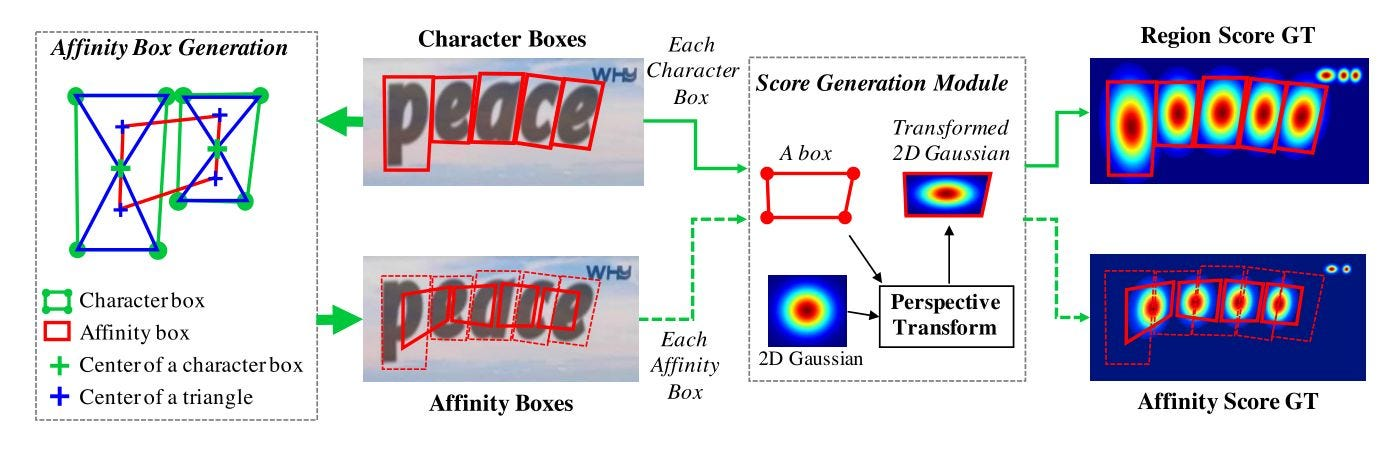 Affinity Box Generation
Character box
Affinity box
Center of a character box
Center of a triangle
Character Boxes
WHY
peace
WHY
peace
Affinity Boxes
Each
Character
Box
Each
Affinity
Box
Score Generation Module
A box
Transformed
2D Gaussian
2D Gaussian
Perspective
Transform
Region Score GT
Affinity Score GT